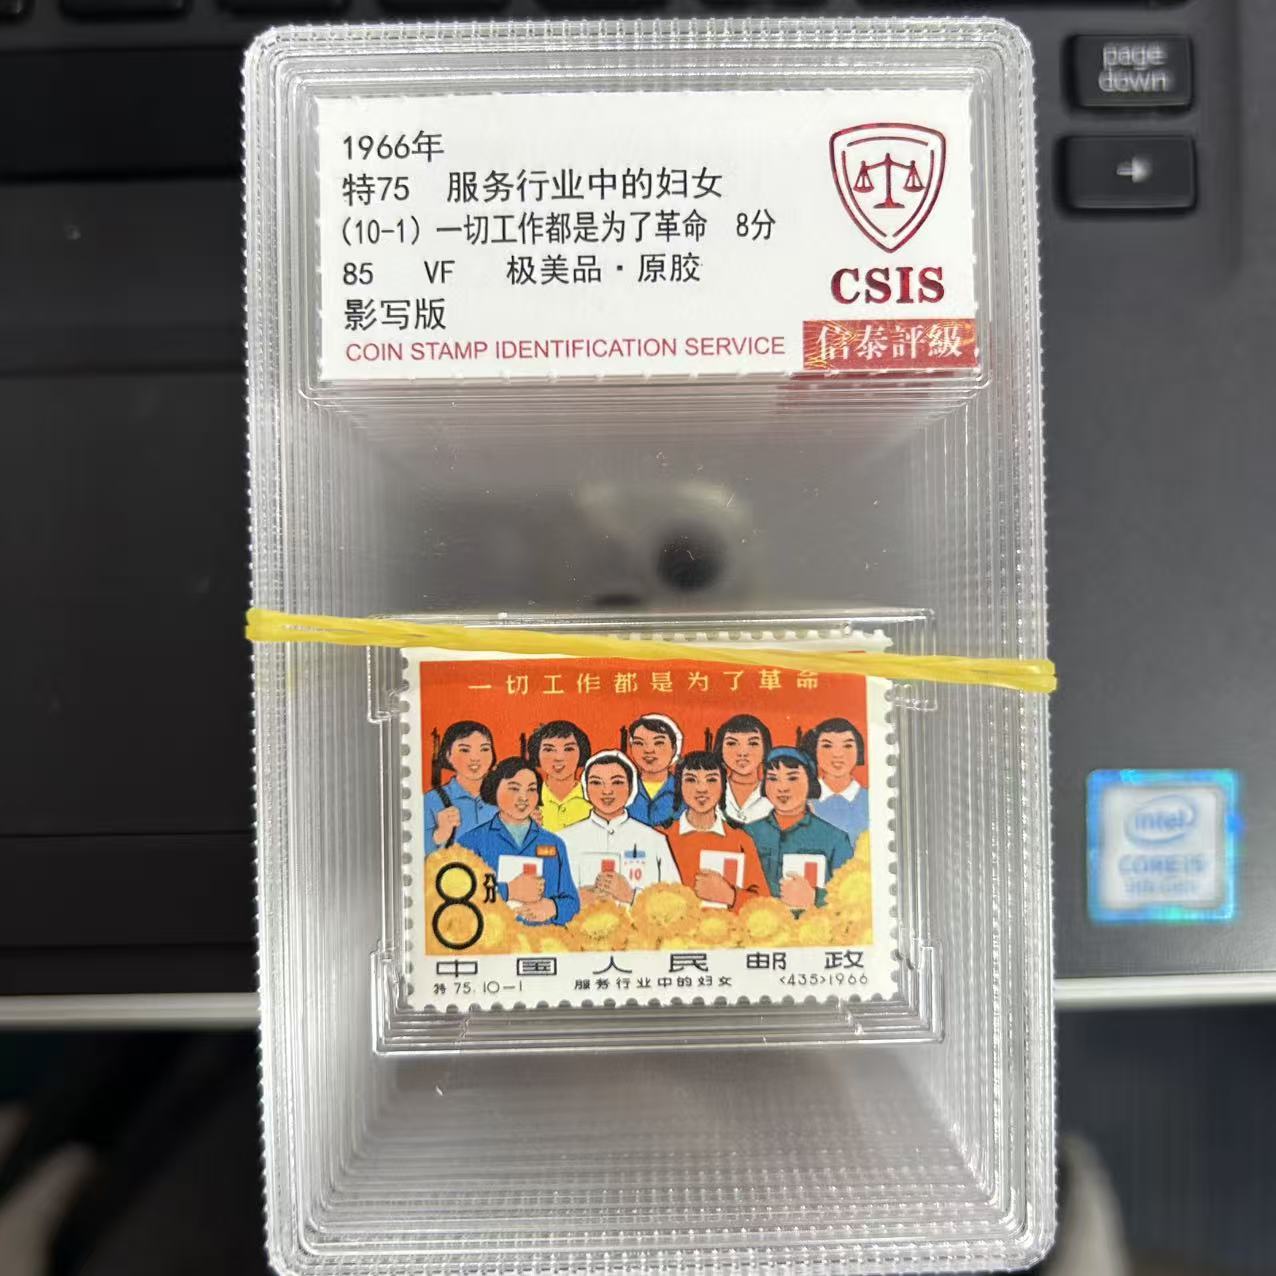 page
down
→
1966年
特75 服务行业中的妇女
(10-1) 一切工作都是为了革命 8分
85 VF 极美品·原胶
影写版
COIN STAMP IDENTIFICATION SERVICE
CSIS
信泰評級
一切工作都是为了革命
10
8分
中国人民邮政
特75.10-1 服务行业中的妇女 <435>1966
intel
CORE i5